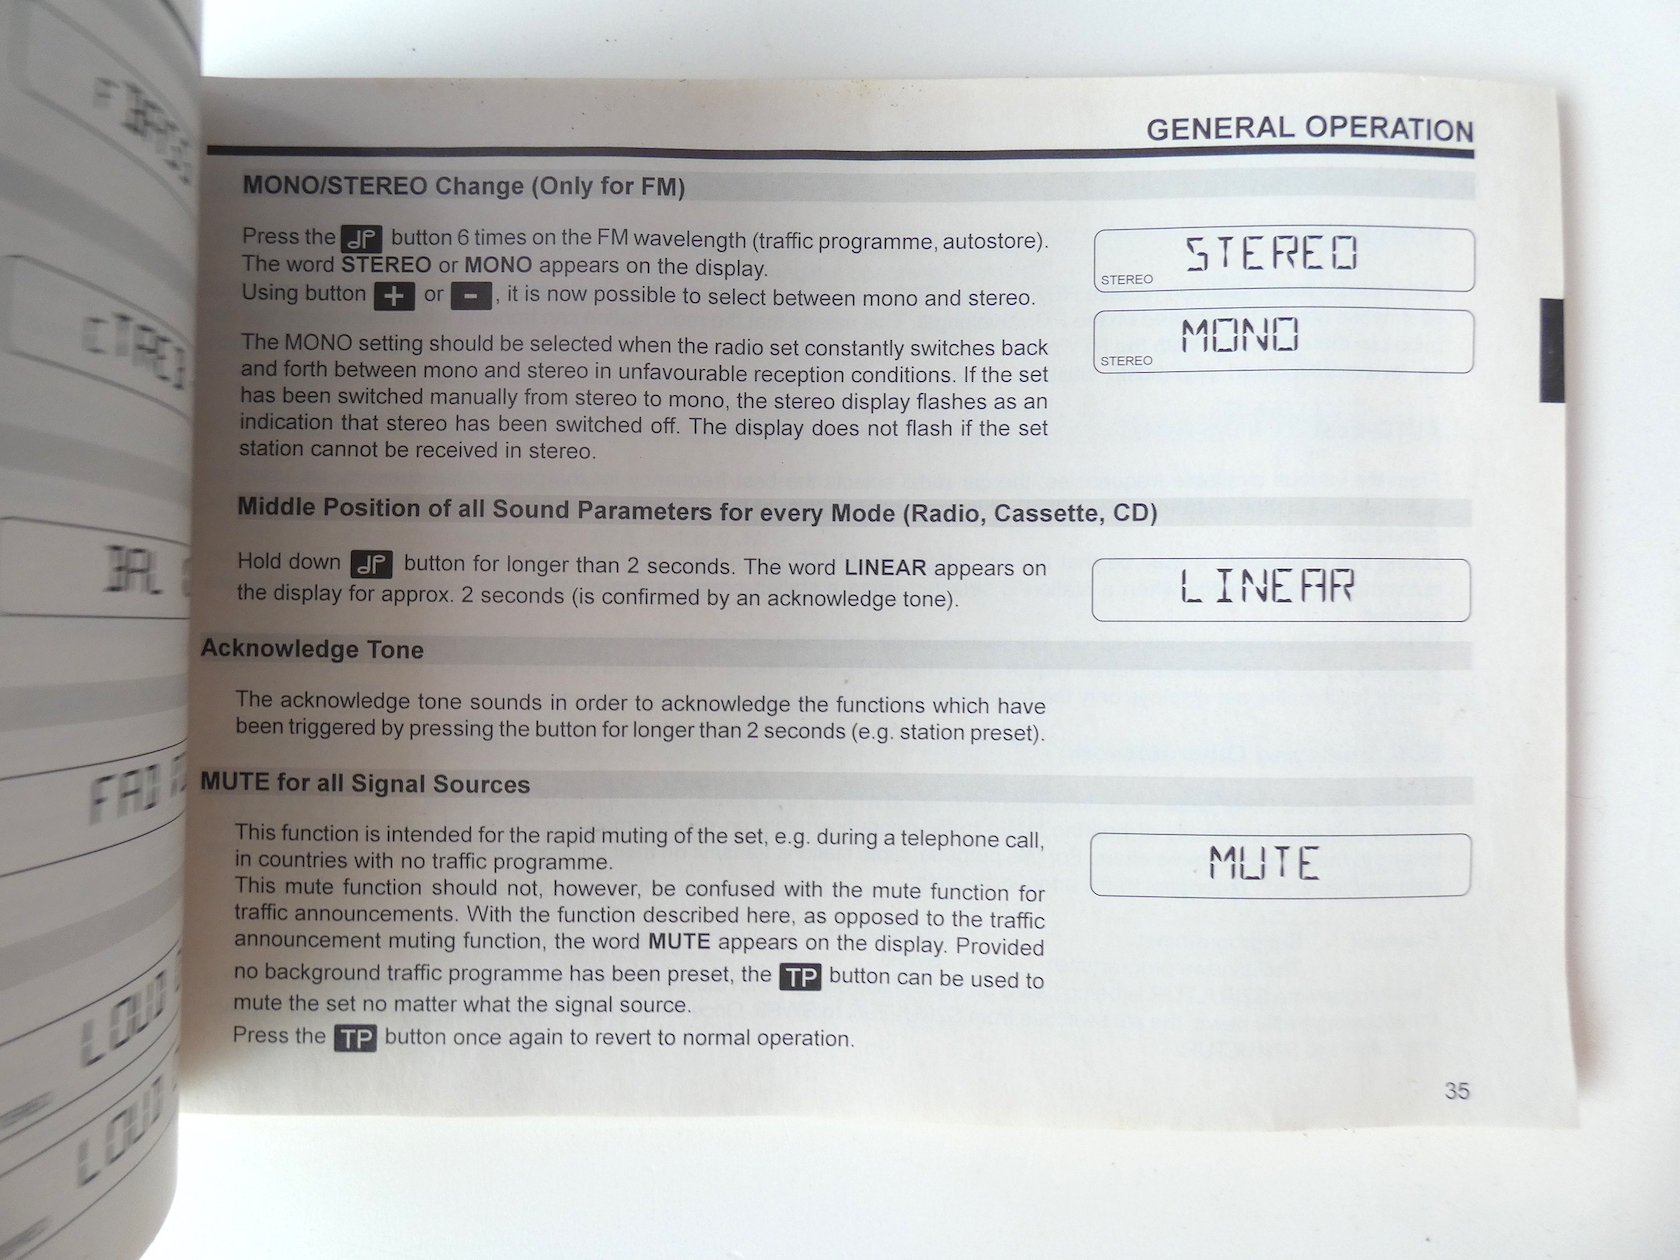 GENERAL OPERATION
MONO/STEREO Change (Only for FM)
Press the button 6 times on the FM wavelength (traffic programme, autostore).
The word STEREO or MONO appears on the display.
Using button + or -, it is now possible to select between mono and stereo.
STEREO
STEREO
MONO
STEREO
The MONO setting should be selected when the radio set constantly switches back
and forth between mono and stereo in unfavourable reception conditions. If the set
has been switched manually from stereo to mono, the stereo display flashes as an
indication that stereo has been switched off. The display does not flash if the set
station cannot be received in stereo.
Middle Position of all Sound Parameters for every Mode (Radio, Cassette, CD)
Hold down button for longer than 2 seconds. The word LINEAR appears on
the display for approx. 2 seconds (is confirmed by an acknowledge tone).
LINEAR
Acknowledge Tone
The acknowledge tone sounds in order to acknowledge the functions which have
been triggered by pressing the button for longer than 2 seconds (e.g. station preset).
MUTE for all Signal Sources
This function is intended for the rapid muting of the set, e.g. during a telephone call,
in countries with no traffic programme.
This mute function should not, however, be confused with the mute function for
traffic announcements. With the function described here, as opposed to the traffic
announcement muting function, the word MUTE appears on the display. Provided
no background traffic programme has been preset, the TP button can be used to
mute the set no matter what the signal source.
Press the TP button once again to revert to normal operation.
MUTE
35
BAL
FAD
LOUD
LOUD